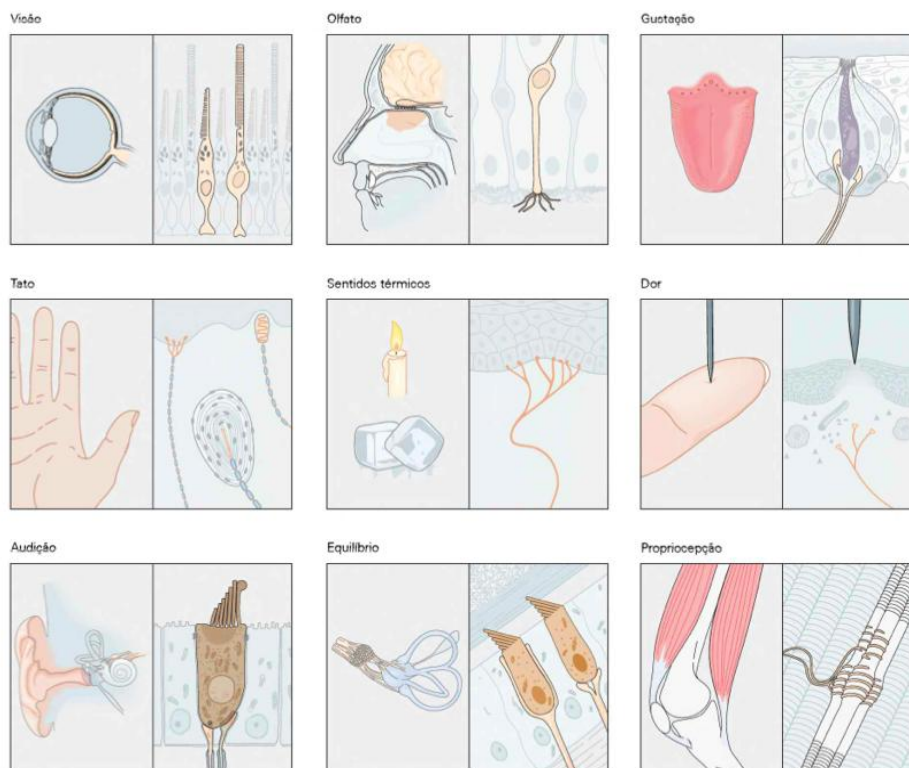 Visão
Olfato
Gustação
Tato
Sentidos térmicos
Dor
Audição
Equilíbrio
Propriocepção